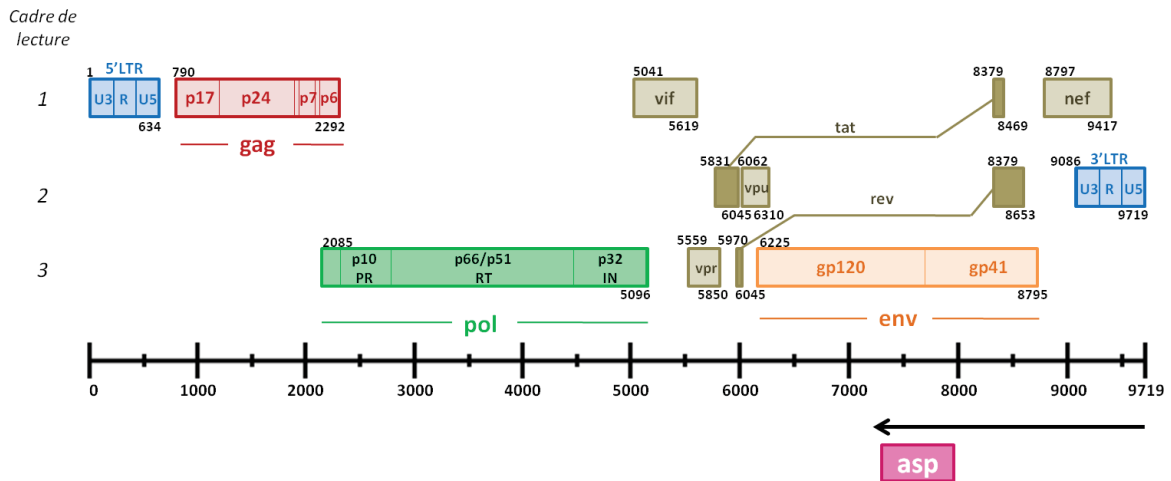 Cadre de
lecture
1
5'LTR
790
5041
8379
8797
1
U3 R U5
p17 p24 p7 p6
vif
nef
634
2292
5619
8469
9417
gag
tat
2
5831 6062
8379
9086
3'LTR
vpu
U3 R U5
6045 6310
rev
8653
9719
3
2085
5559
5970
6225
p10
PR
p66/p51
RT
p32
IN
vpr
gp120
gp41
5096
5850
6045
8795
pol
env
0 1000 2000 3000 4000 5000 6000 7000 8000 9000 9719
asp